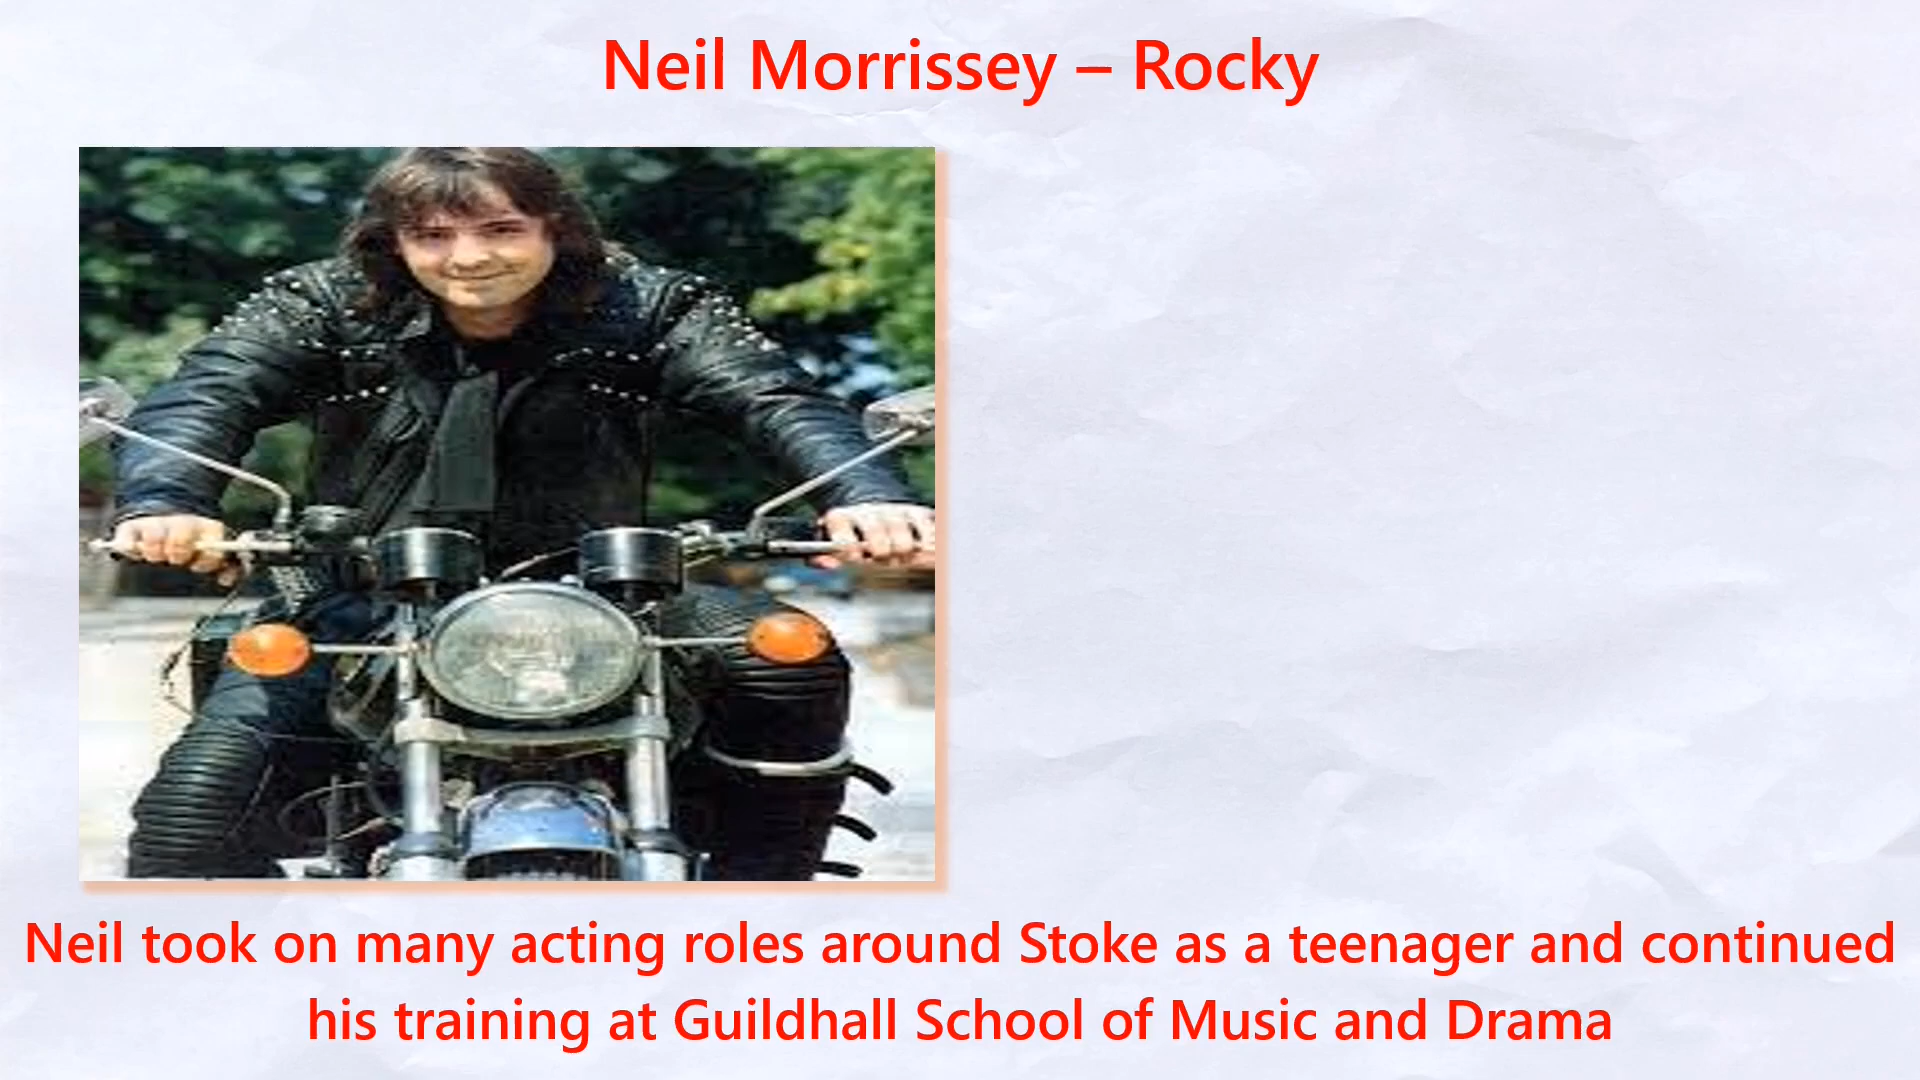 Neil Morrissey – Rocky
Neil took on many acting roles around Stoke as a teenager and continued
his training at Guildhall School of Music and Drama